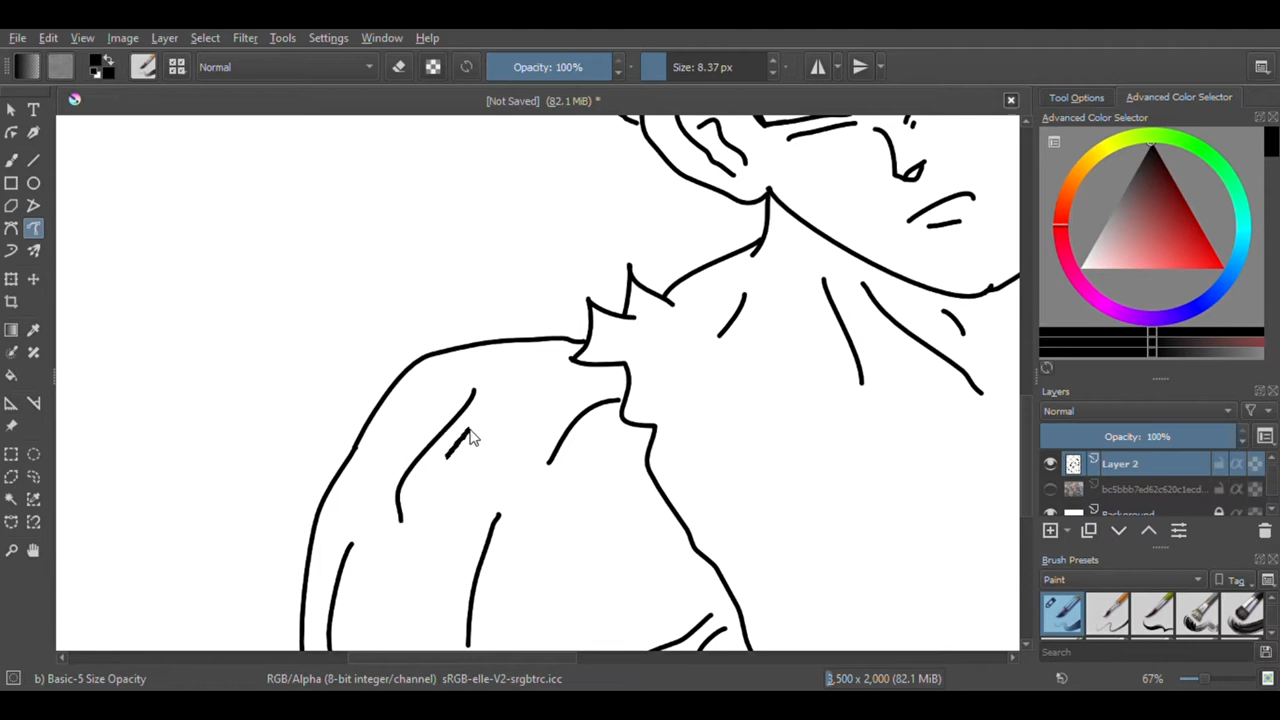 File Edit View Image Layer Select Filter Tools Settings Window Help
Normal Opacity: 100% Size: 8.37 px
[Not Saved] (82.1 MiB) *
Tool Options Advanced Color Selector
Advanced Color Selector
Layers
Normal
Opacity: 100%
Layer 2
bc5bbb7ed62c620c1ecd...
Background
Brush Presets
Paint Tag
Search
b) Basic-5 Size Opacity RGB/Alpha (8-bit integer/channel) sRGB-elle-V2-srgbtrc.icc 3,500 x 2,000 (82.1 MiB) 67%